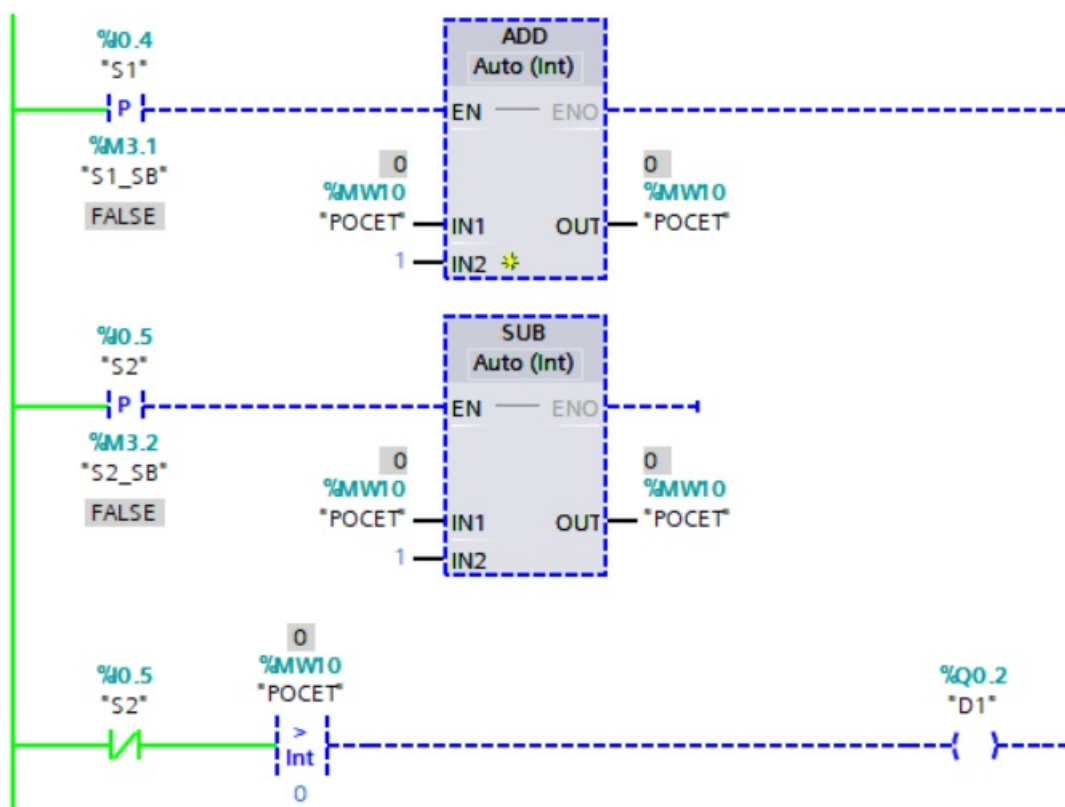 %I0.4
"S1"
P
%M3.1
"S1_SB"
FALSE
ADD
Auto (Int)
EN ENO
0
%MW10
"POCET" IN1
1 IN2
0
%MW10
OUT "POCET"
%I0.5
"S2"
P
%M3.2
"S2_SB"
FALSE
SUB
Auto (Int)
EN ENO
0
%MW10
"POCET" IN1
1 IN2
0
%MW10
OUT "POCET"
%I0.5
"S2"
0
%MW10
"POCET"
>
Int
0
%Q0.2
"D1"